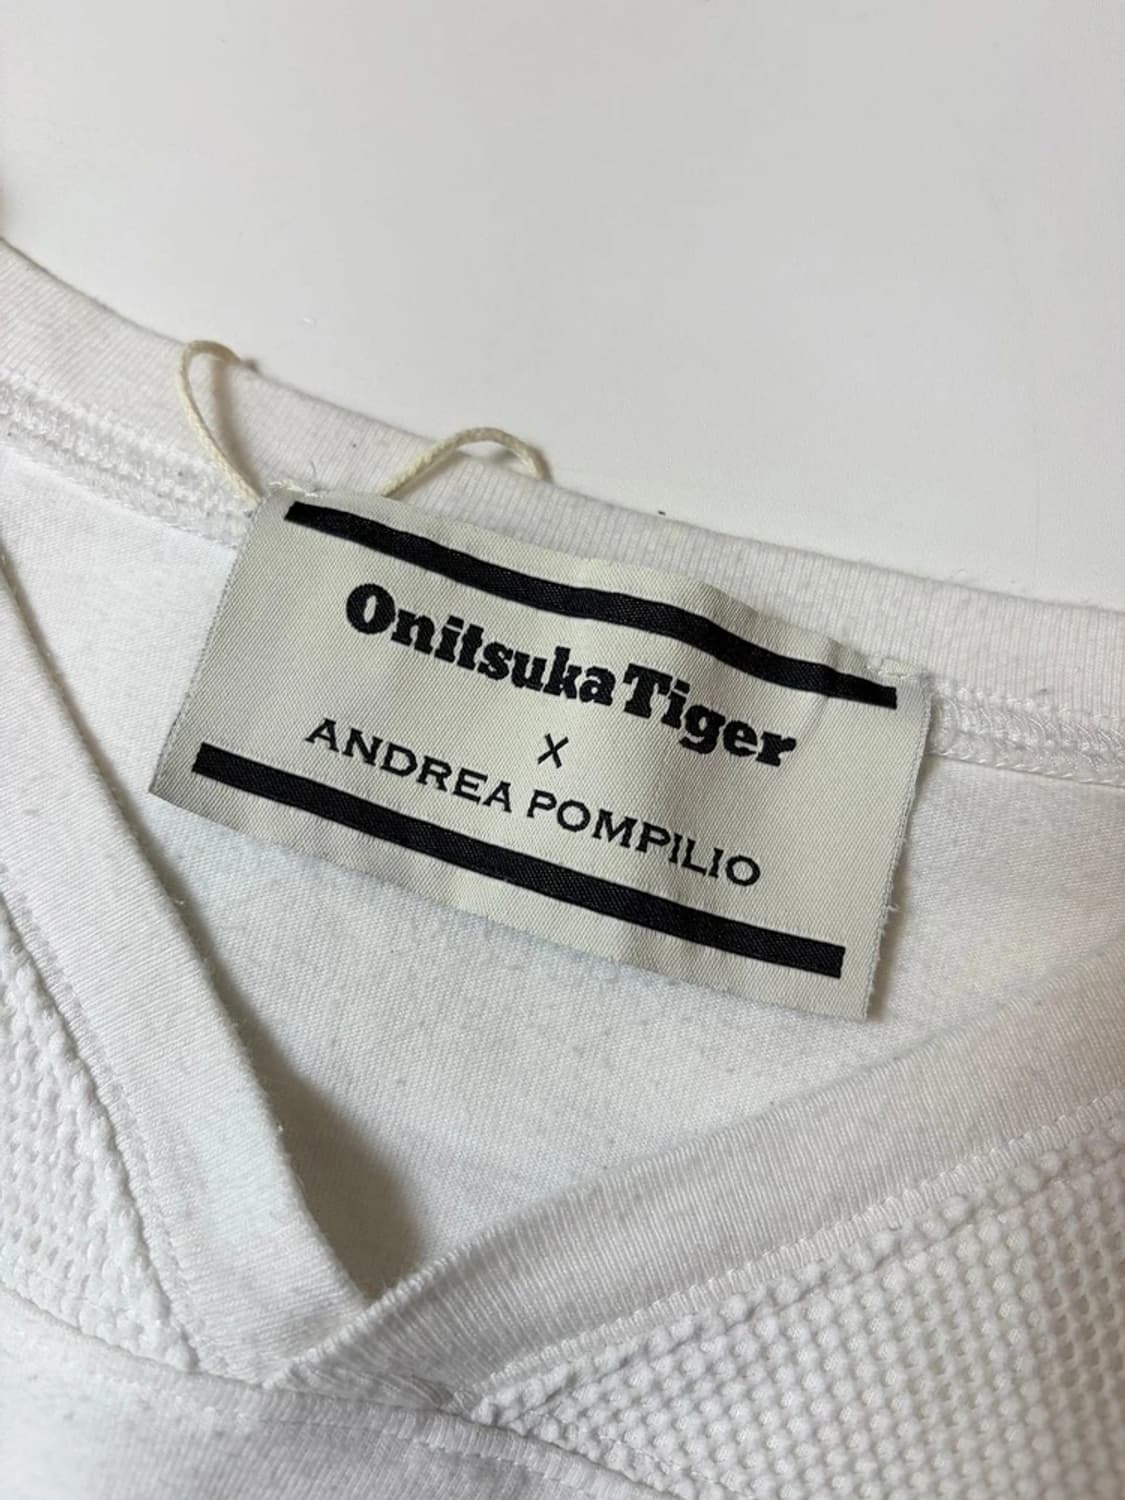 Onitsuka Tiger
X
ANDREA POMPILIO